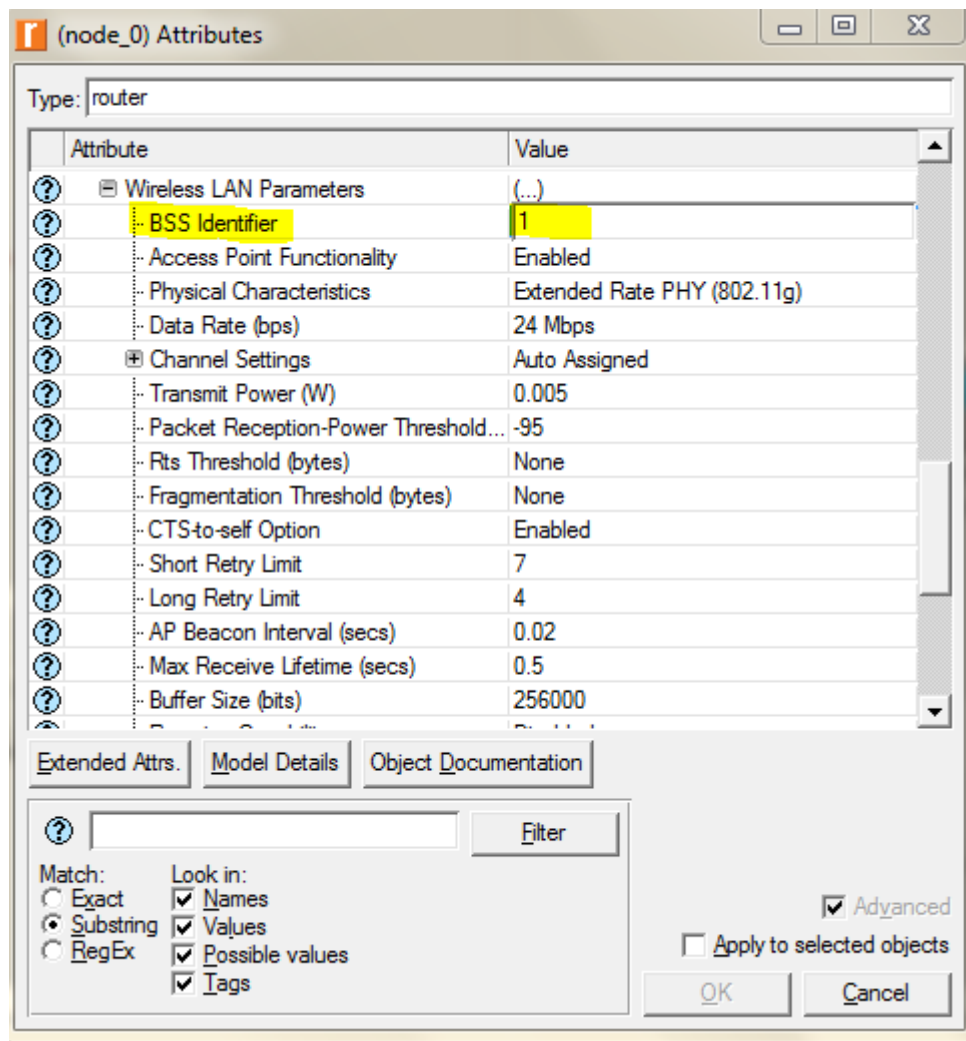 (node_0) Attributes
Type: router
Attribute Value
Wireless LAN Parameters (...)
BSS Identifier 1
Access Point Functionality Enabled
Physical Characteristics Extended Rate PHY (802.11g)
Data Rate (bps) 24 Mbps
Channel Settings Auto Assigned
Transmit Power (W) 0.005
Packet Reception-Power Threshold... -95
Rts Threshold (bytes) None
Fragmentation Threshold (bytes) None
CTS-to-self Option Enabled
Short Retry Limit 7
Long Retry Limit 4
AP Beacon Interval (secs) 0.02
Max Receive Lifetime (secs) 0.5
Buffer Size (bits) 256000
Extended Attrs. Model Details Object Documentation
Filter
Match: Look in:
Exact Names
Substring Values
RegEx Possible values
Tags
Advanced
Apply to selected objects
OK Cancel